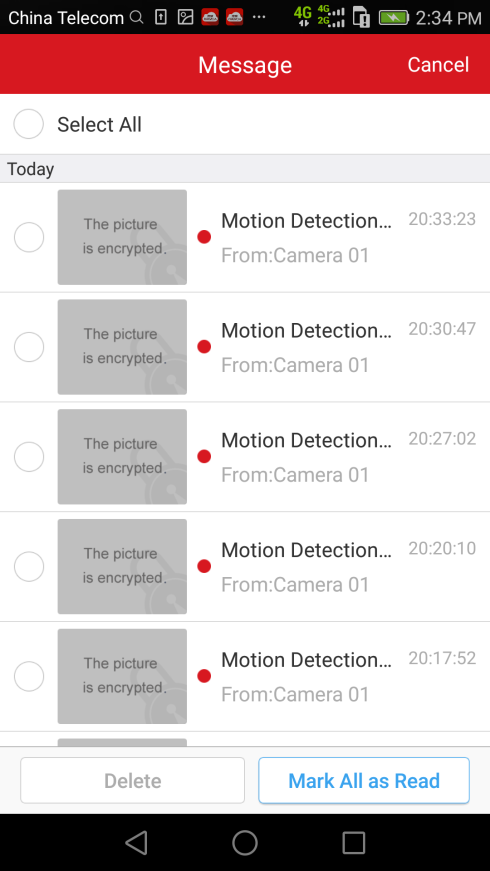 China Telecom 4G 4G 2G 2:34 PM
Message Cancel
Select All
Today
The picture
is encrypted.
Motion Detection... 20:33:23
From:Camera 01
The picture
is encrypted.
Motion Detection... 20:30:47
From:Camera 01
The picture
is encrypted.
Motion Detection... 20:27:02
From:Camera 01
The picture
is encrypted.
Motion Detection... 20:20:10
From:Camera 01
The picture
is encrypted.
Motion Detection... 20:17:52
From:Camera 01
Delete Mark All as Read